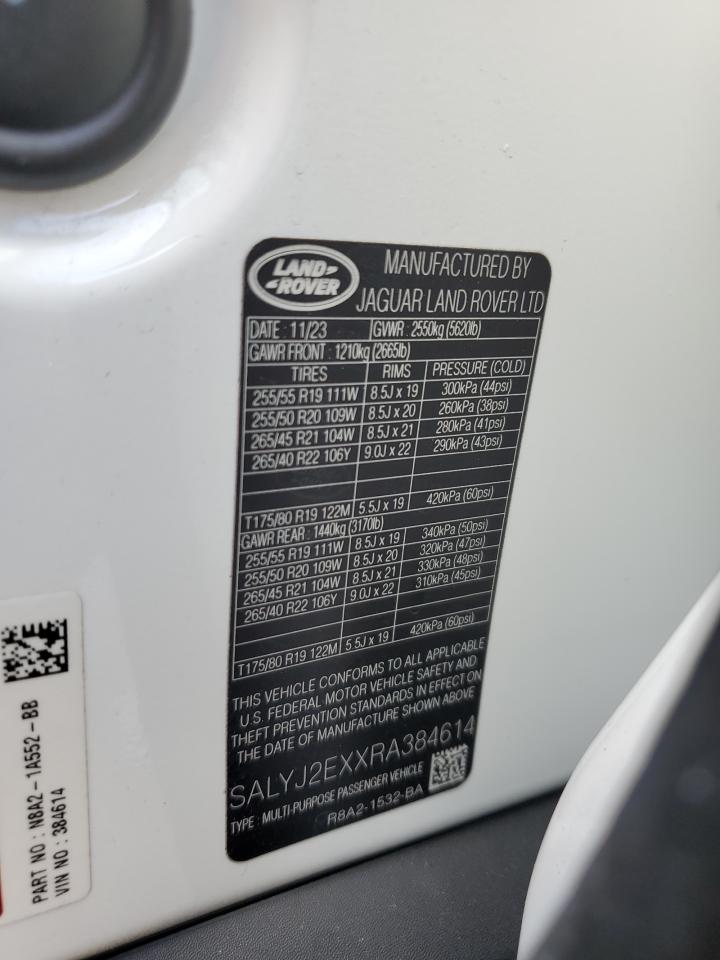 LAND ROVER
MANUFACTURED BY
JAGUAR LAND ROVER LTD
DATE : 11/23 GVWR : 2550kg (5620lb)
GAWR FRONT : 1210kg (2665lb)
TIRES RIMS PRESSURE (COLD)
255/55 R19 111W 8.5J x 19 300kPa (44psi)
255/50 R20 109W 8.5J x 20 260kPa (38psi)
265/45 R21 104W 8.5J x 21 280kPa (41psi)
265/40 R22 106Y 9.0J x 22 290kPa (43psi)
T175/80 R19 122M 5.5J x 19 420kPa (60psi)
GAWR REAR : 1440kg (3170lb)
255/55 R19 111W 8.5J x 19 340kPa (50psi)
255/50 R20 109W 8.5J x 20 320kPa (47psi)
265/45 R21 104W 8.5J x 21 330kPa (48psi)
265/40 R22 106Y 9.0J x 22 310kPa (45psi)
T175/80 R19 122M 5.5J x 19 420kPa (60psi)
THIS VEHICLE CONFORMS TO ALL APPLICABLE
U.S. FEDERAL MOTOR VEHICLE SAFETY AND
THEFT PREVENTION STANDARDS IN EFFECT ON
THE DATE OF MANUFACTURE SHOWN ABOVE
SALYJ2EXXRA384614
TYPE : MULTI-PURPOSE PASSENGER VEHICLE
R8A2-1532-BA
PART NO : N8A2-1A552-BB
VIN NO : 384614